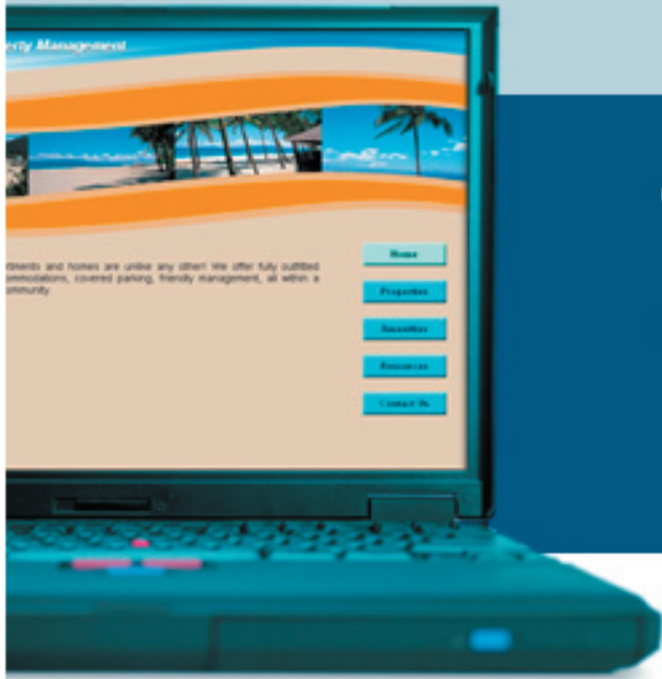 erty Management
rtments and homes are unlike any other! We offer fully outfitted
ommodations, covered parking, friendly management, all within a
ommunity.
Home
Properties
Amenities
Resources
Contact Us